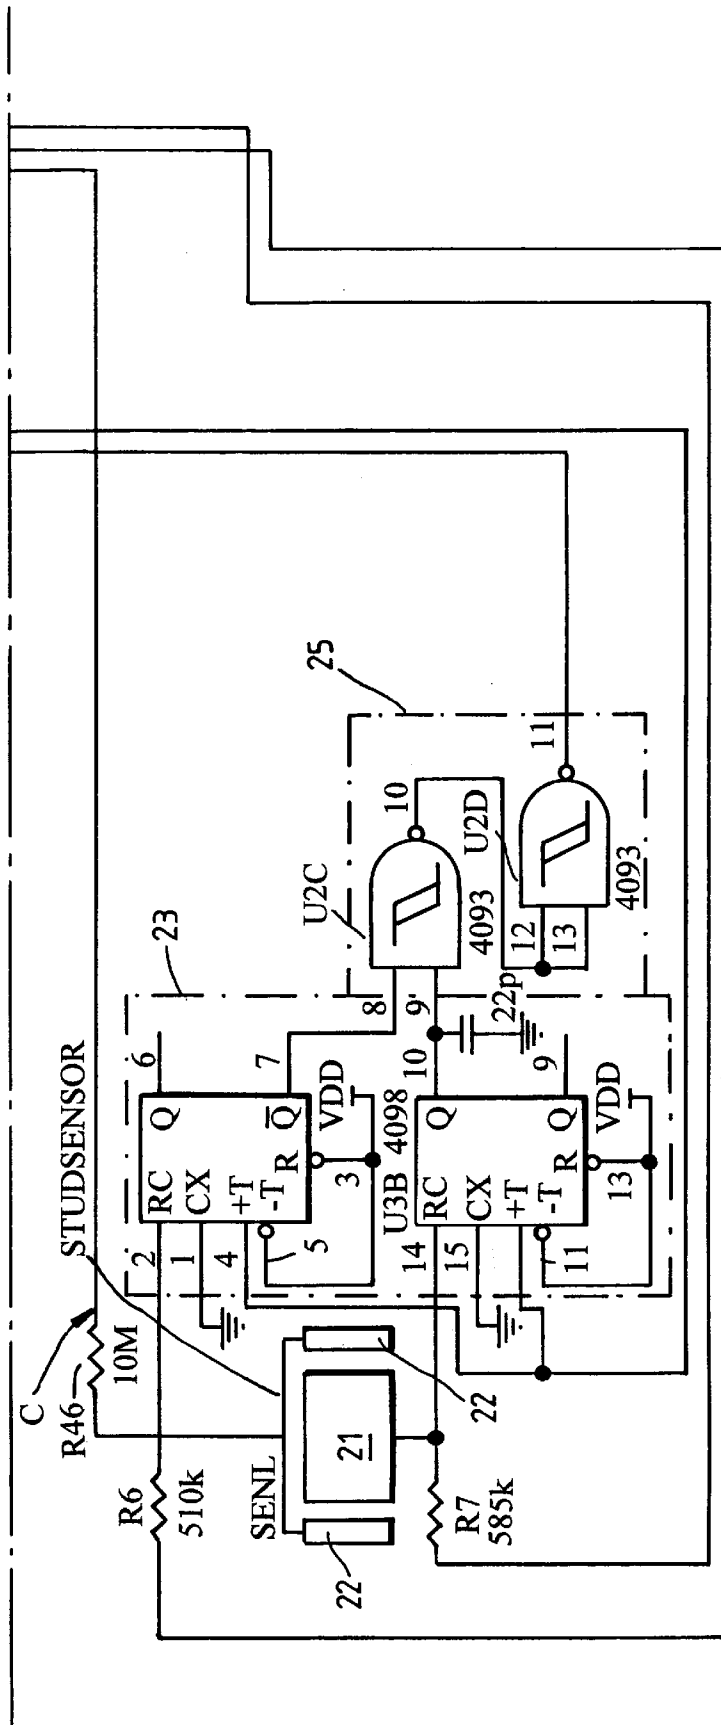 C
R46
10M
STUDSENSOR
R6
510k
SENL
21
22
22
R7
585k
23
2
RC
1
CX
4
+T
-T
5
Q
6
Q
7
R
3
VDD
4098
U3B
14
RC
15
CX
+T
-T
11
Q
10
Q
9
R
13
VDD
22p
25
8
9
U2C
10
4093
U2D
12
13
11
4093